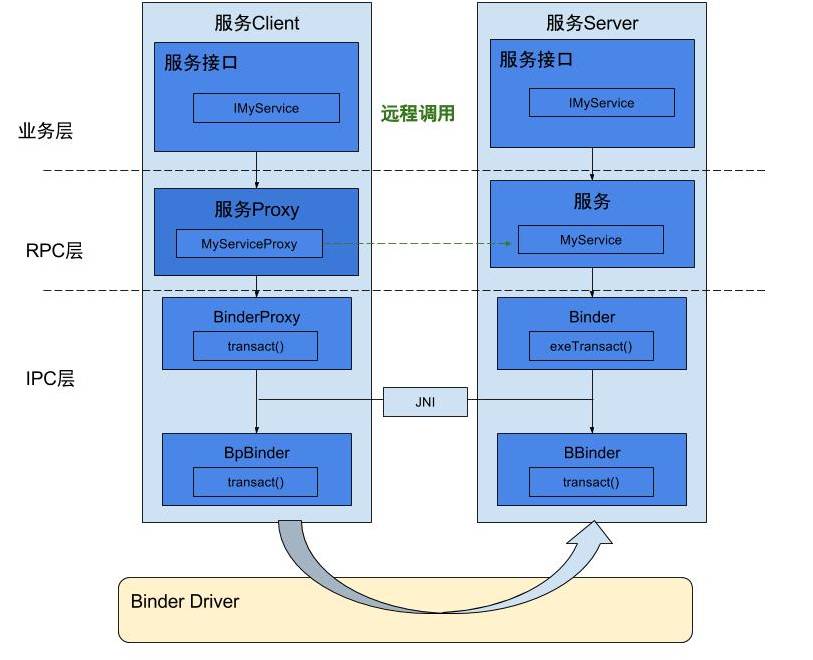 服务Client
服务Server
服务接口
IMyService
服务接口
IMyService
远程调用
业务层
服务Proxy
MyServiceProxy
服务
MyService
RPC层
BinderProxy
transact()
Binder
exeTransact()
IPC层
JNI
BpBinder
transact()
BBinder
transact()
Binder Driver